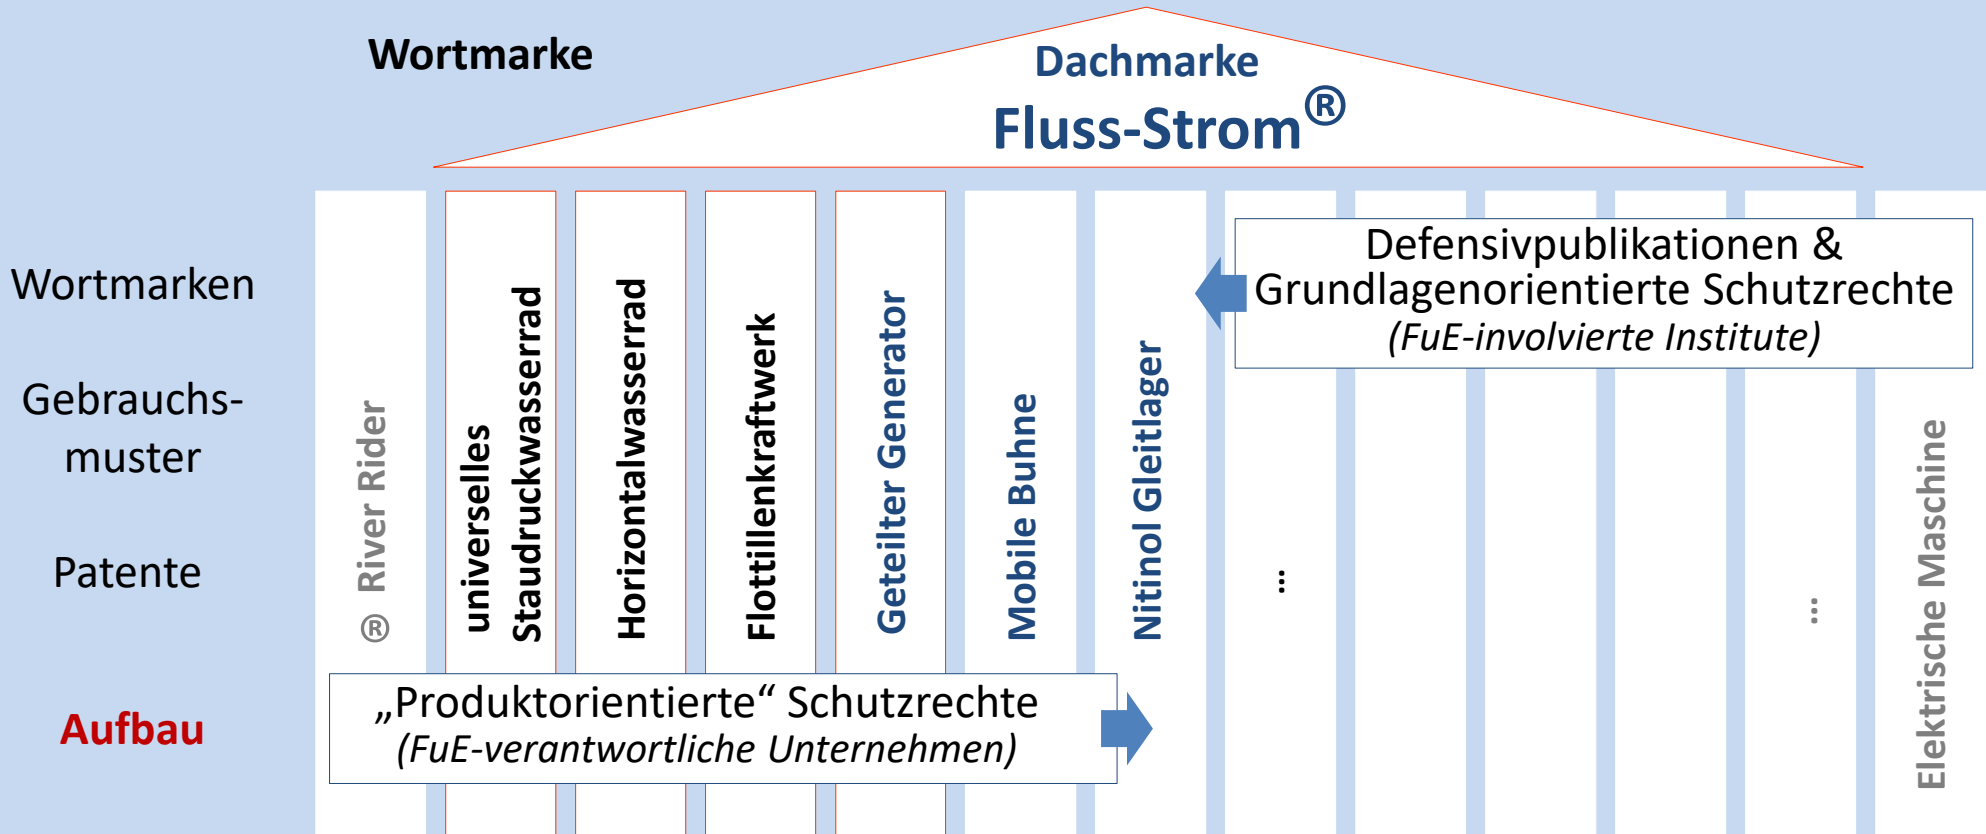 Wortmarke
Dachmarke
Fluss-Strom®
Wortmarken
Gebrauchs-
muster
Patente
Aufbau
® River Rider
universelles
Staudruckwasserrad
Horizontalwasserrad
Flottillenkraftwerk
Geteilter Generator
Mobile Buhne
Nitinol Gleitlager
...
...
Elektrische Maschine
Defensivpublikationen &
Grundlagenorientierte Schutzrechte
(FuE-involvierte Institute)
„Produktorientierte“ Schutzrechte
(FuE-verantwortliche Unternehmen)